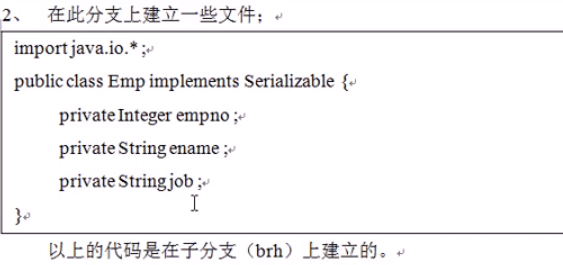 2、 在此分支上建立一些文件；
import java.io.* ;
public class Emp implements Serializable {
private Integer empno ;
private String ename ;
private String job ;
}
以上的代码是在子分支（brh）上建立的。